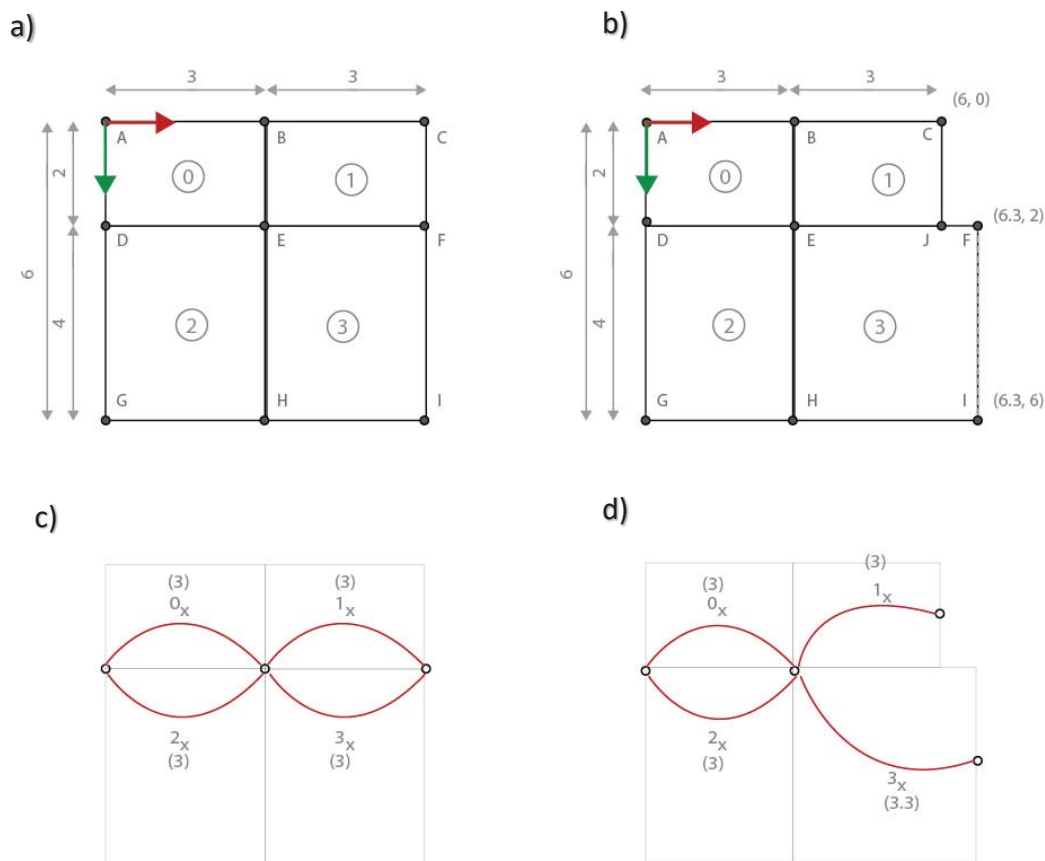 a)
b)
3 3
3 3
(6, 0)
A B C
A B C
2
0 1
2
0 1
(6.3, 2)
D E F
D E J F
6
6
4
2 3
4
2 3
G H I
G H I
(6.3, 6)
c)
d)
(3) (3)
0x 1x
(3)
1x
(3)
0x
2x 3x
(3) (3)
2x
(3)
3x
(3.3)